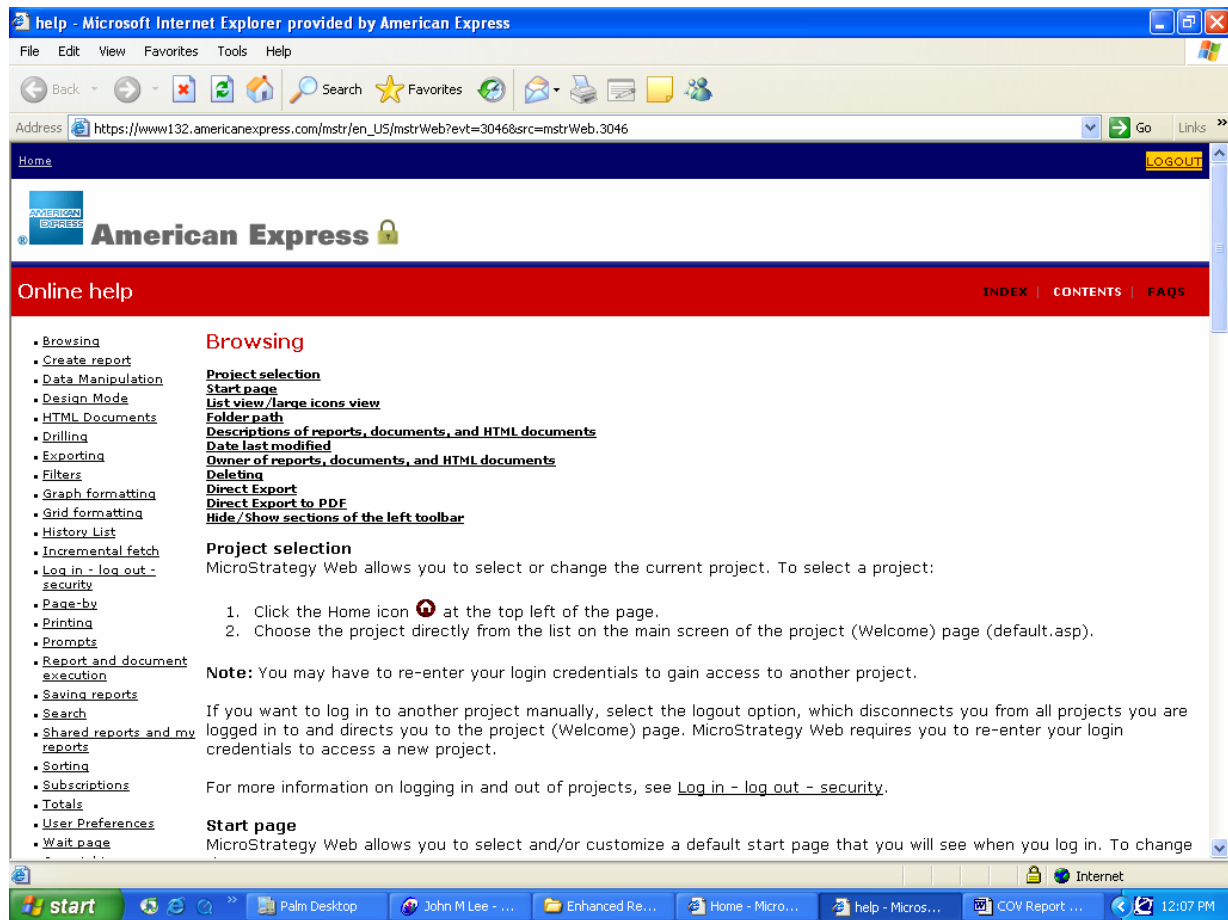 help - Microsoft Internet Explorer provided by American Express
File Edit View Favorites Tools Help
Back Search Favorites
Address https://www132.americanexpress.com/mstr/en_US/mstrWeb?evt=3046&src=mstrWeb.3046 Go Links »
Home LOGOUT
AMERICAN EXPRESS
® American Express
Online help INDEX | CONTENTS | FAQS
Browsing
Create report
Data Manipulation
Design Mode
HTML Documents
Drilling
Exporting
Filters
Graph formatting
Grid formatting
History List
Incremental fetch
Log in - log out -
security
Page-by
Printing
Prompts
Report and document
execution
Saving reports
Search
Shared reports and my
reports
Sorting
Subscriptions
Totals
User Preferences
Wait page
Browsing
Project selection
Start page
List view/large icons view
Folder path
Descriptions of reports, documents, and HTML documents
Date last modified
Owner of reports, documents, and HTML documents
Deleting
Direct Export
Direct Export to PDF
Hide/Show sections of the left toolbar
Project selection
MicroStrategy Web allows you to select or change the current project. To select a project:
1. Click the Home icon at the top left of the page.
2. Choose the project directly from the list on the main screen of the project (Welcome) page (default.asp).
Note: You may have to re-enter your login credentials to gain access to another project.
If you want to log in to another project manually, select the logout option, which disconnects you from all projects you are
logged in to and directs you to the project (Welcome) page. MicroStrategy Web requires you to re-enter your login
credentials to access a new project.
For more information on logging in and out of projects, see Log in - log out - security.
Start page
MicroStrategy Web allows you to select and/or customize a default start page that you will see when you log in. To change
Internet
start » Palm Desktop John M Lee - ... Enhanced Re... Home - Micro... help - Micros... COV Report ... 12:07 PM